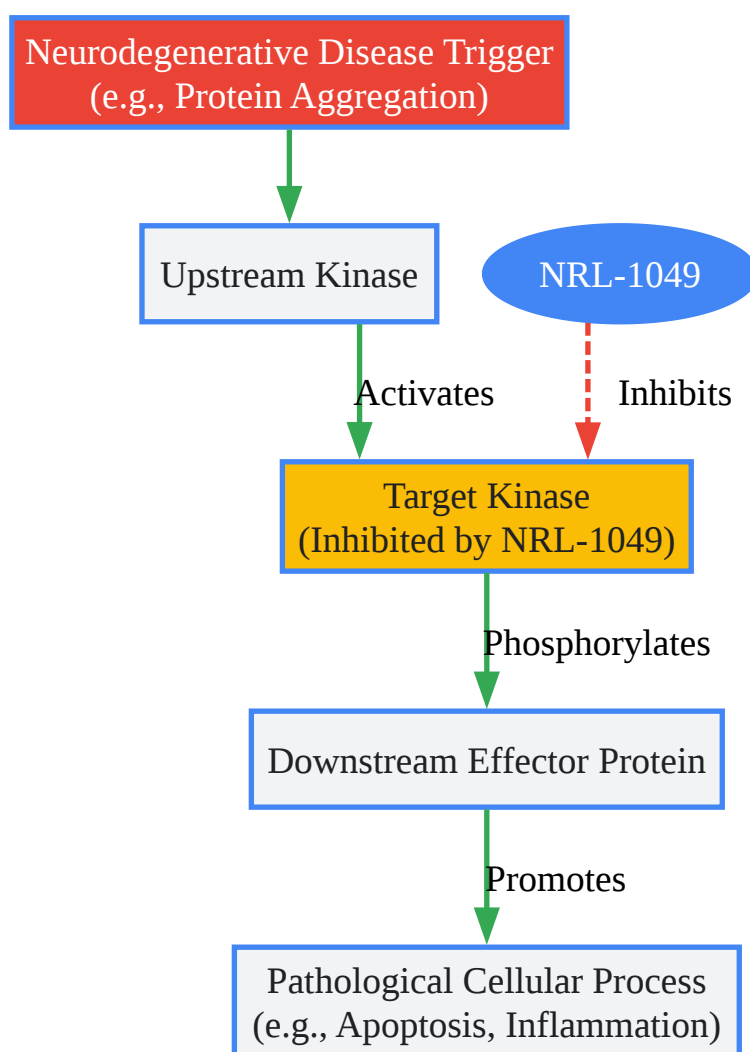 Neurodegenerative Disease Trigger
(e.g., Protein Aggregation)
Upstream Kinase
NRL-1049
Activates
Inhibits
Target Kinase
(Inhibited by NRL-1049)
Phosphorylates
Downstream Effector Protein
Promotes
Pathological Cellular Process
(e.g., Apoptosis, Inflammation)